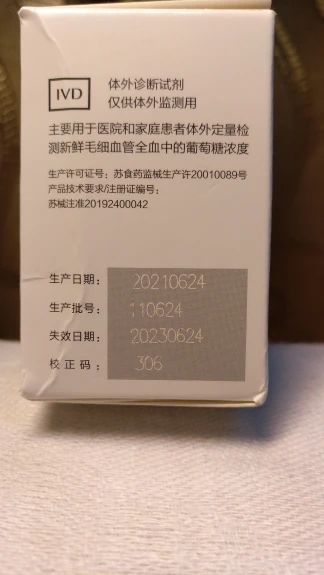 IVD
体外诊断试剂
仅供体外监测用
主要用于医院和家庭患者体外定量检
测新鲜毛细血管全血中的葡萄糖浓度
生产许可证号：苏食药监械生产许20010089号
产品技术要求/注册证编号：
苏械注准20192400042
生产日期：20210624
生产批号：110624
失效日期：20230624
校正码：306